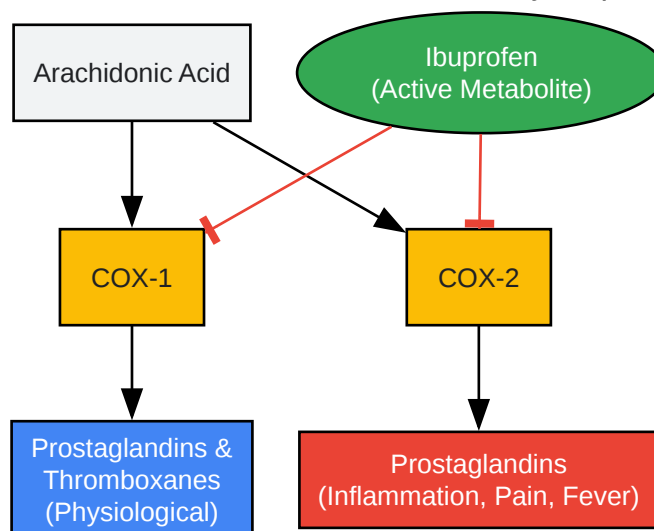 Arachidonic Acid
Ibuprofen
(Active Metabolite)
COX-1
COX-2
Prostaglandins &
Thromboxanes
(Physiological)
Prostaglandins
(Inflammation, Pain, Fever)